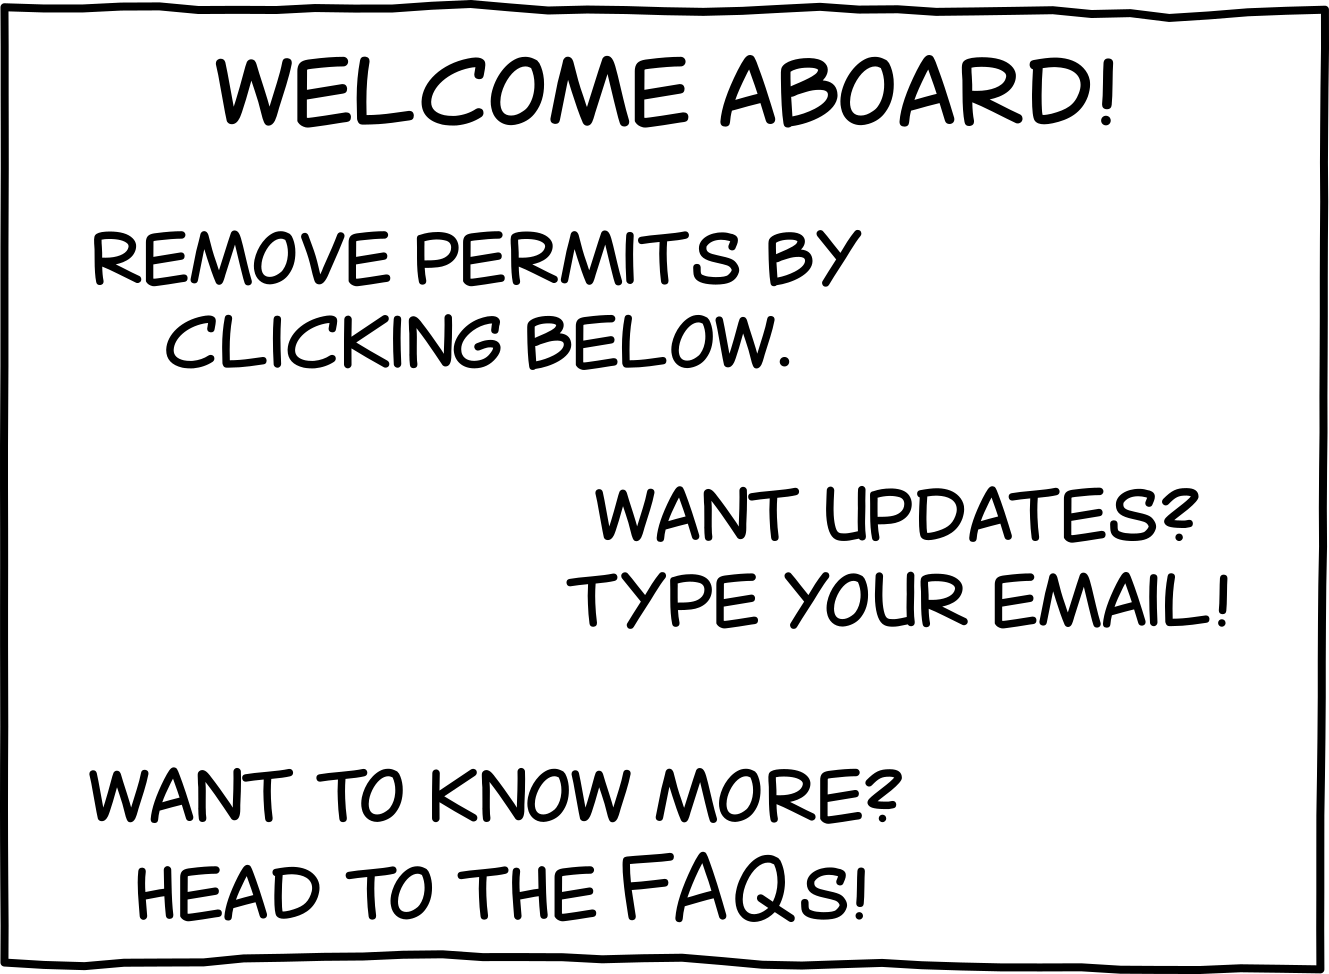 WELCOME ABOARD!
REMOVE PERMITS BY
CLICKING BELOW.
WANT UPDATES?
TYPE YOUR EMAIL!
WANT TO KNOW MORE?
HEAD TO THE FAQS!